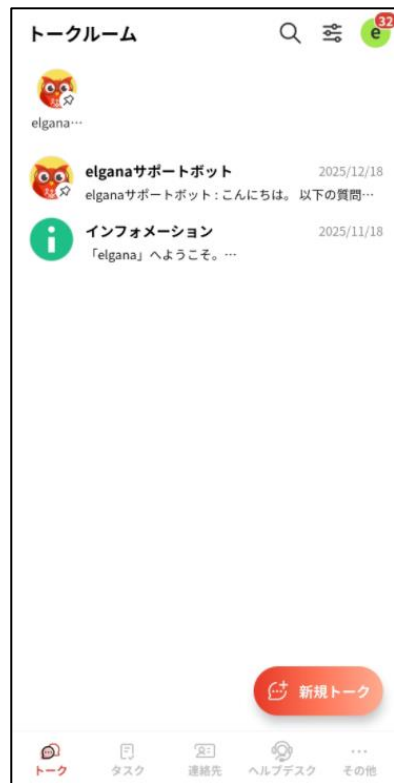 トークルーム
e
32
elgana…
elganaサポートボット
2025/12/18
elganaサポートボット : こんにちは。 以下の質問…
インフォメーション
2025/11/18
「elgana」へようこそ。…
新規トーク
トーク
タスク
連絡先
ヘルプデスク
その他